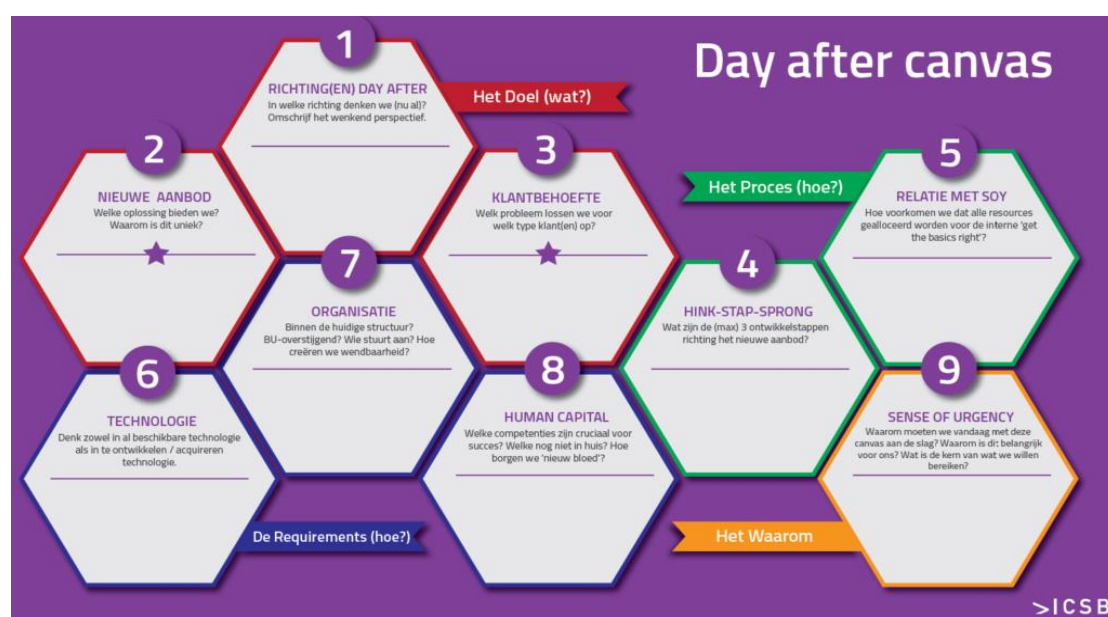 Day after canvas
1
RICHTING(EN) DAY AFTER
In welke richting denken we (nu al)?
Omschrijf het wenkend perspectief.
Het Doel (wat?)
2
NIEUWE AANBOD
Welke oplossing bieden we?
Waarom is dit uniek?
3
KLANTBEHOEFTE
Welk probleem lossen we voor
welk type klant(en) op?
Het Proces (hoe?)
4
HINK-STAP-SPRONG
Wat zijn de (max) 3 ontwikkelstappen
richting het nieuwe aanbod?
5
RELATIE MET SOY
Hoe voorkomen we dat alle resources
gealloceerd worden voor de interne 'get
the basics right'?
6
TECHNOLOGIE
Denk zowel in al beschikbare technologie
als in te ontwikkelen / acquireren
technologie.
7
ORGANISATIE
Binnen de huidige structuur?
BU-overstijgend? Wie stuurt aan? Hoe
creëren we wendbaarheid?
8
HUMAN CAPITAL
Welke competenties zijn cruciaal voor
succes? Welke nog niet in huis? Hoe
borgen we 'nieuw bloed'?
De Requirements (hoe?)
9
SENSE OF URGENCY
Waarom moeten we vandaag met deze
canvas aan de slag? Waarom is dit belangrijk
voor ons? Wat is de kern van wat we willen
bereiken?
Het Waarom
>ICSB